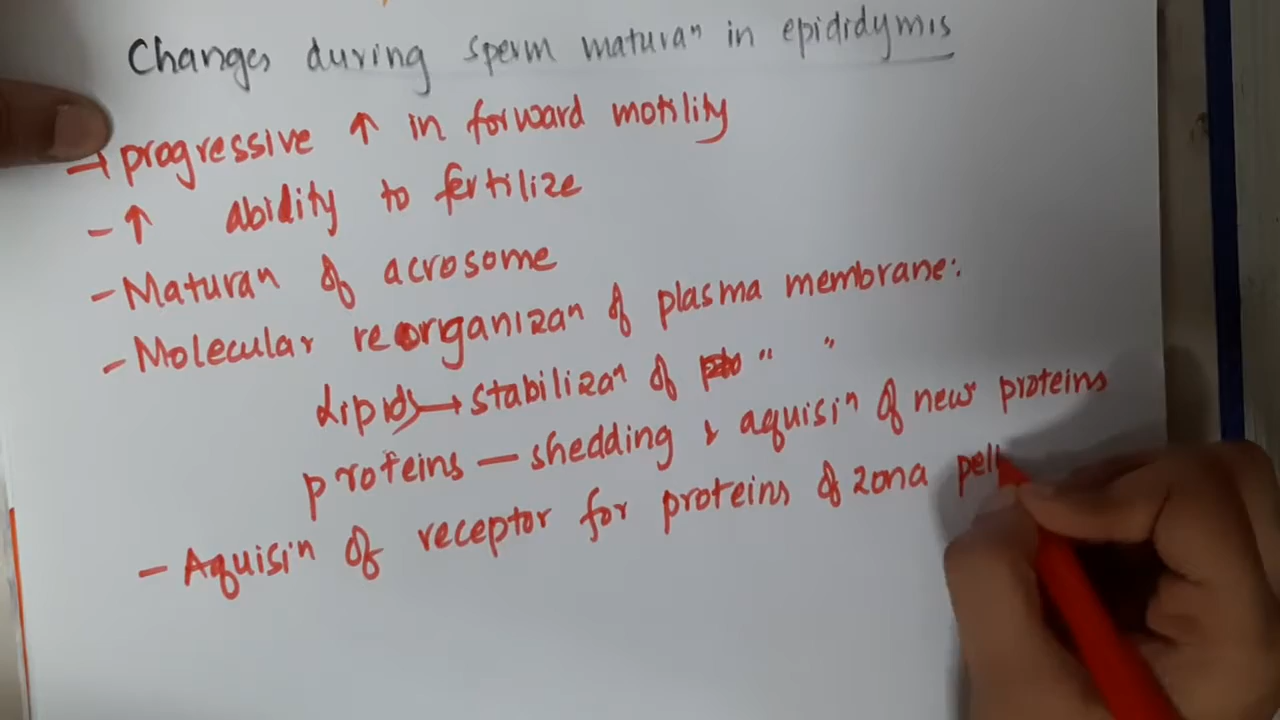 Changes during sperm maturaⁿ in epididymis
→ progressive ↑ in forward motility
- ↑ ability to fertilize
- Maturan of acrosome
- Molecular reorganizan of plasma membrane:
Lipids → stabilizaⁿ of " "
proteins — shedding & aquisiⁿ of new proteins
- Aquisiⁿ of receptor for proteins of zona pell